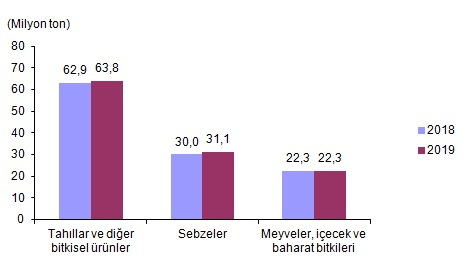 (Milyon ton)
80
70
60
50
40
30
20
10
0
62,9
63,8
30,0
31,1
22,3
22,3
Tahıllar ve diğer
bitkisel ürünler
Sebzeler
Meyveler, içecek ve
baharat bitkileri
2018
2019